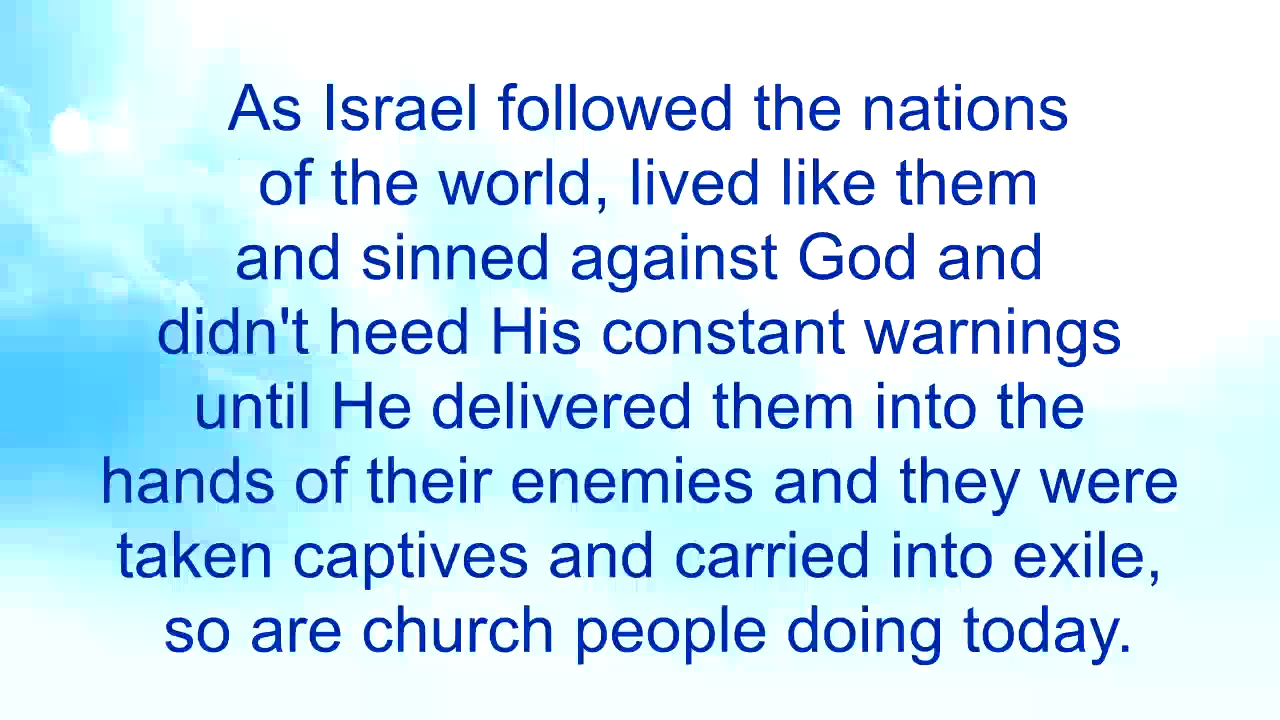 As Israel followed the nations
of the world, lived like them
and sinned against God and
didn't heed His constant warnings
until He delivered them into the
hands of their enemies and they were
taken captives and carried into exile,
so are church people doing today.